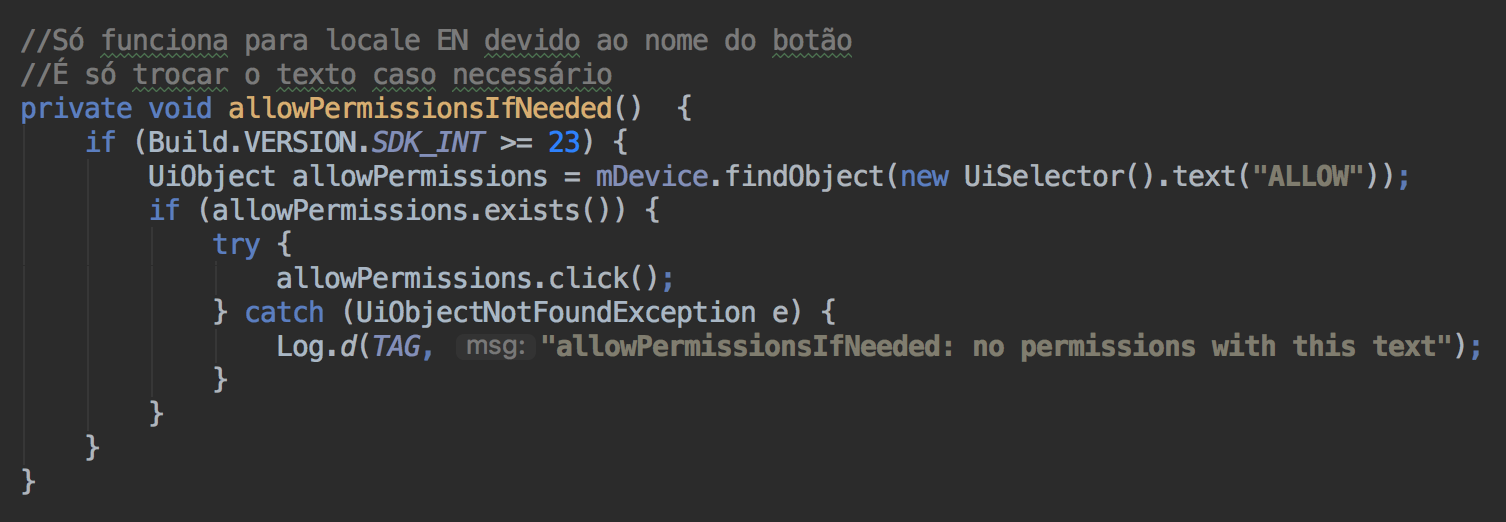 //Só funciona para locale EN devido ao nome do botão
//É só trocar o texto caso necessário
private void allowPermissionsIfNeeded()  {
    if (Build.VERSION.SDK_INT >= 23) {
        UiObject allowPermissions = mDevice.findObject(new UiSelector().text("ALLOW"));
        if (allowPermissions.exists()) {
            try {
                allowPermissions.click();
            } catch (UiObjectNotFoundException e) {
                Log.d(TAG, msg: "allowPermissionsIfNeeded: no permissions with this text");
            }
        }
    }
}